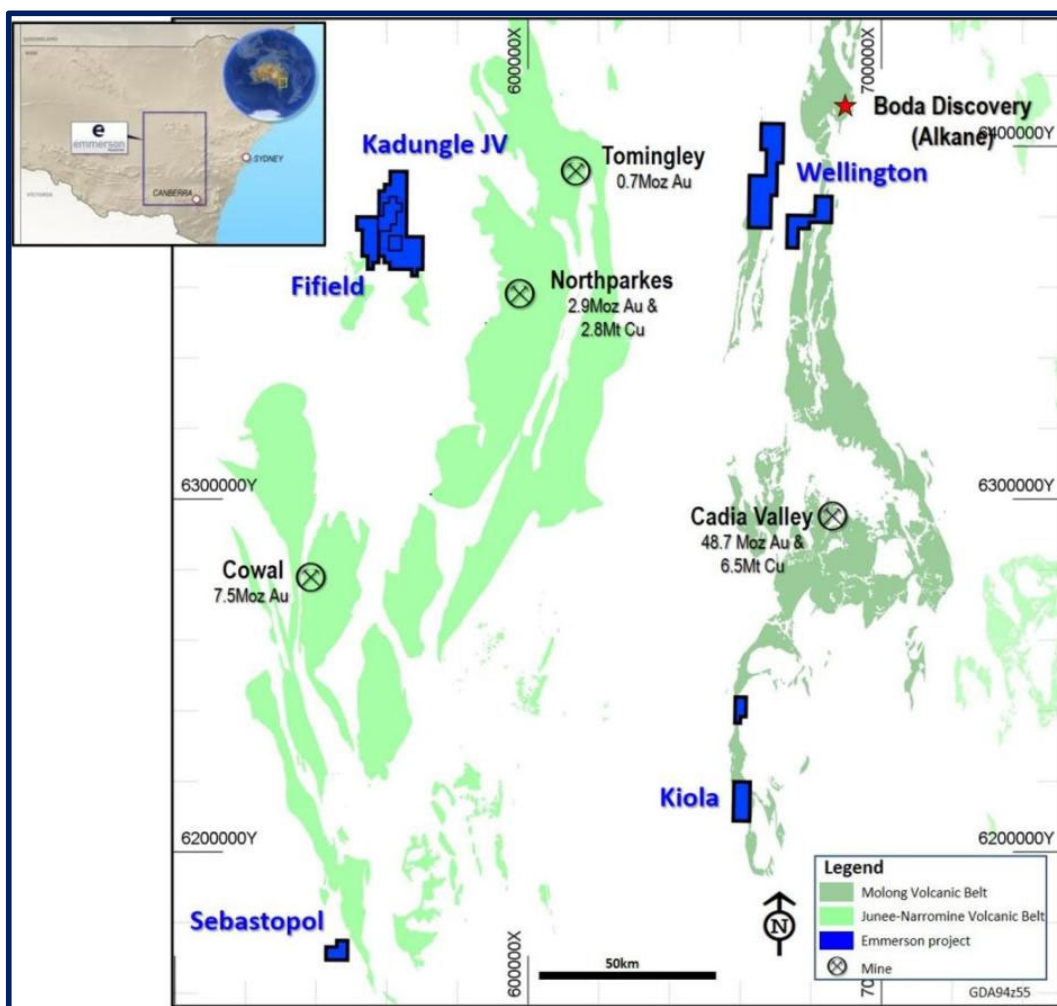 QUEENSLAND
NSW
e
emmerson
SYDNEY
CANBERRA
VICTORIA
600000X
700000X
Boda Discovery
(Alkane)
6400000Y
Kadungle JV
Tomingley
0.7Moz Au
Wellington
Fifield
Northparkes
2.9Moz Au &
2.8Mt Cu
6300000Y
6300000Y
Cadia Valley
48.7 Moz Au &
6.5Mt Cu
Cowal
7.5Moz Au
Kiola
6200000Y
6200000Y
Sebastopol
Legend
Molong Volcanic Belt
Junee-Narromine Volcanic Belt
Emmerson project
Mine
N
600000X
50km
GDA94z55